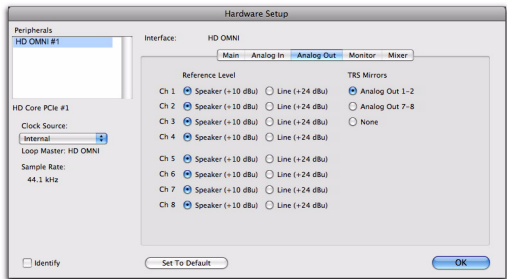 Hardware Setup
Peripherals
HD OMNI #1
Interface: HD OMNI
Main Analog In Analog Out Monitor Mixer
Reference Level TRS Mirrors
Ch 1 Speaker (+10 dBu) Line (+24 dBu) Analog Out 1-2
Ch 2 Speaker (+10 dBu) Line (+24 dBu) Analog Out 7-8
Ch 3 Speaker (+10 dBu) Line (+24 dBu) None
Ch 4 Speaker (+10 dBu) Line (+24 dBu)
Ch 5 Speaker (+10 dBu) Line (+24 dBu)
Ch 6 Speaker (+10 dBu) Line (+24 dBu)
Ch 7 Speaker (+10 dBu) Line (+24 dBu)
Ch 8 Speaker (+10 dBu) Line (+24 dBu)
HD Core PCIe #1
Clock Source:
Internal
Loop Master: HD OMNI
Sample Rate:
44.1 kHz
Identify
Set To Default
OK